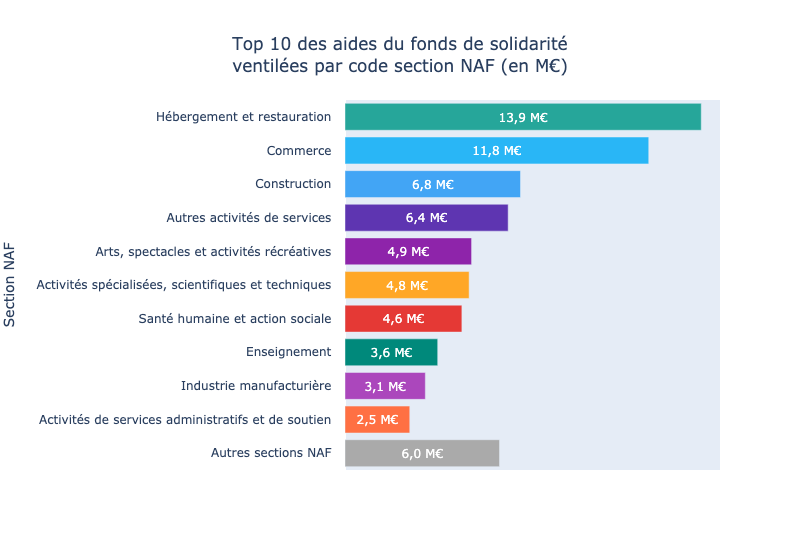 Top 10 des aides du fonds de solidarité
ventilées par code section NAF (en M€)
Section NAF
Hébergement et restauration 13,9 M€
Commerce 11,8 M€
Construction 6,8 M€
Autres activités de services 6,4 M€
Arts, spectacles et activités récréatives 4,9 M€
Activités spécialisées, scientifiques et techniques 4,8 M€
Santé humaine et action sociale 4,6 M€
Enseignement 3,6 M€
Industrie manufacturière 3,1 M€
Activités de services administratifs et de soutien 2,5 M€
Autres sections NAF 6,0 M€